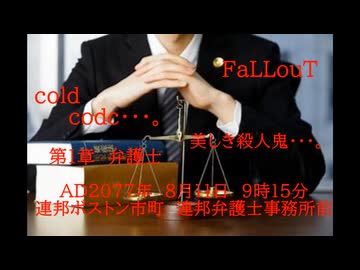 FaLLouT
cold
codc・・・。
美しき殺人鬼・・・。
第1章　弁護士
AD2077年　8月11日　9時15分
連邦ボストン市町　連邦弁護士事務所前